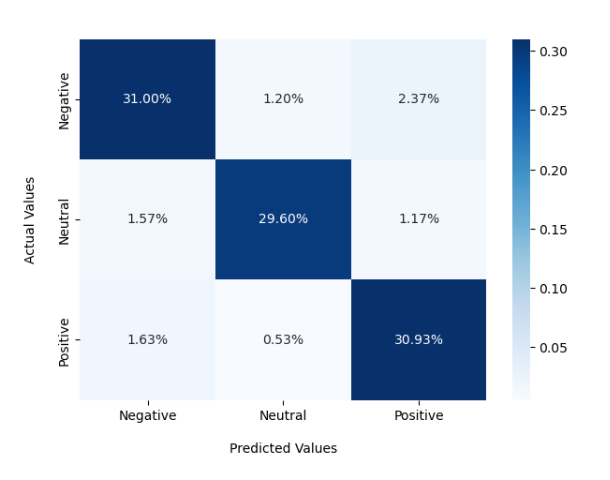 Actual Values
Negative
Neutral
Positive
31.00% 1.20% 2.37%
1.57% 29.60% 1.17%
1.63% 0.53% 30.93%
Negative Neutral Positive
Predicted Values
0.30
0.25
0.20
0.15
0.10
0.05